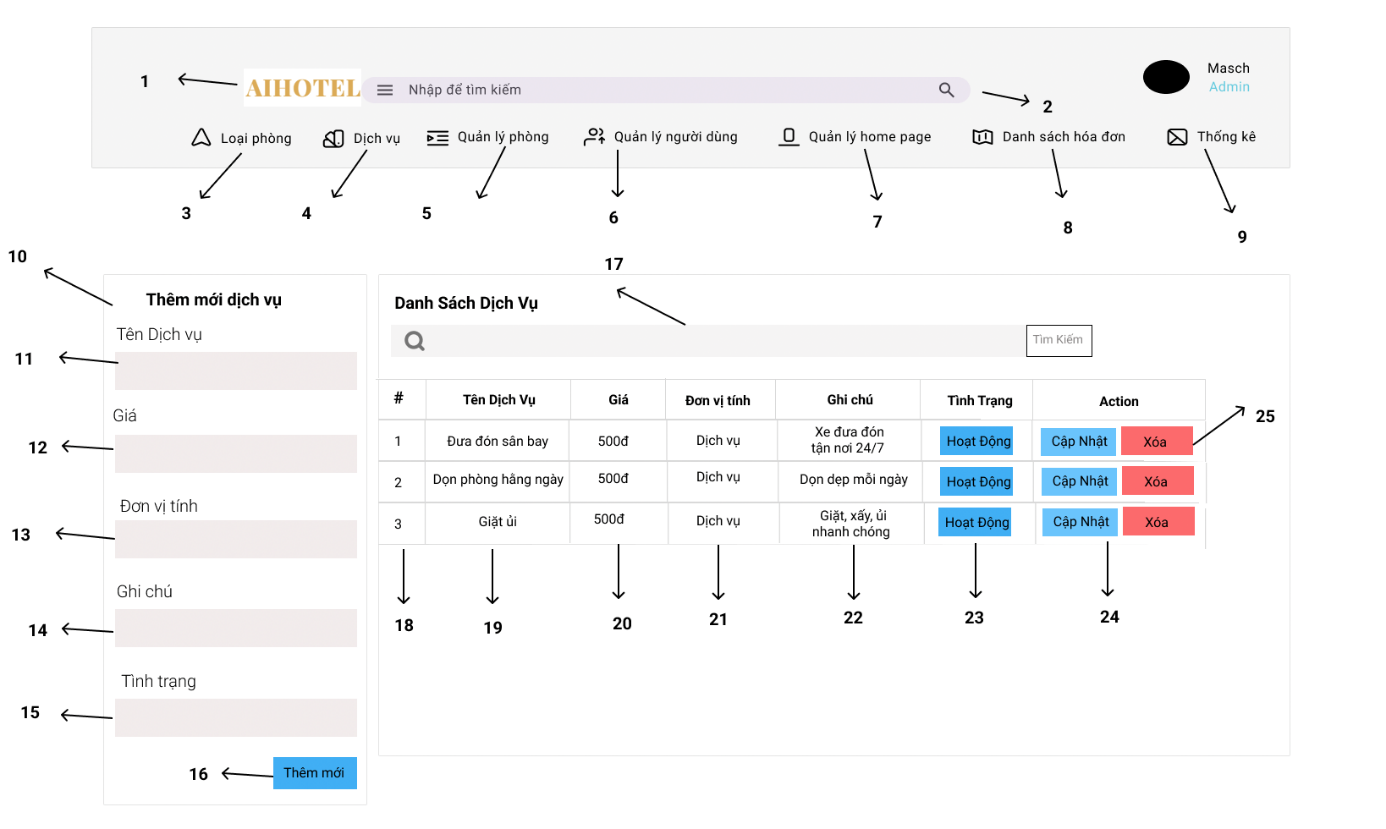 1
AIHOTEL
Nhập để tìm kiếm
2
Masch
Admin
Loại phòng
Dịch vụ
Quản lý phòng
Quản lý người dùng
Quản lý home page
Danh sách hóa đơn
Thống kê
3
4
5
6
7
8
9
10
Thêm mới dịch vụ
Tên Dịch vụ
11
Giá
12
Đơn vị tính
13
Ghi chú
14
Tình trạng
15
16
Thêm mới
17
Danh Sách Dịch Vụ
Tìm Kiếm
# Tên Dịch Vụ Giá Đơn vị tính Ghi chú Tình Trạng Action
1 Đưa đón sân bay 500đ Dịch vụ Xe đưa đón
tận nơi 24/7
Hoạt Động Cập Nhật Xóa
25
2 Dọn phòng hằng ngày 500đ Dịch vụ Dọn dẹp mỗi ngày Hoạt Động Cập Nhật Xóa
3 Giặt ủi 500đ Dịch vụ Giặt, xấy, ủi
nhanh chóng
Hoạt Động Cập Nhật Xóa
18
19
20
21
22
23
24